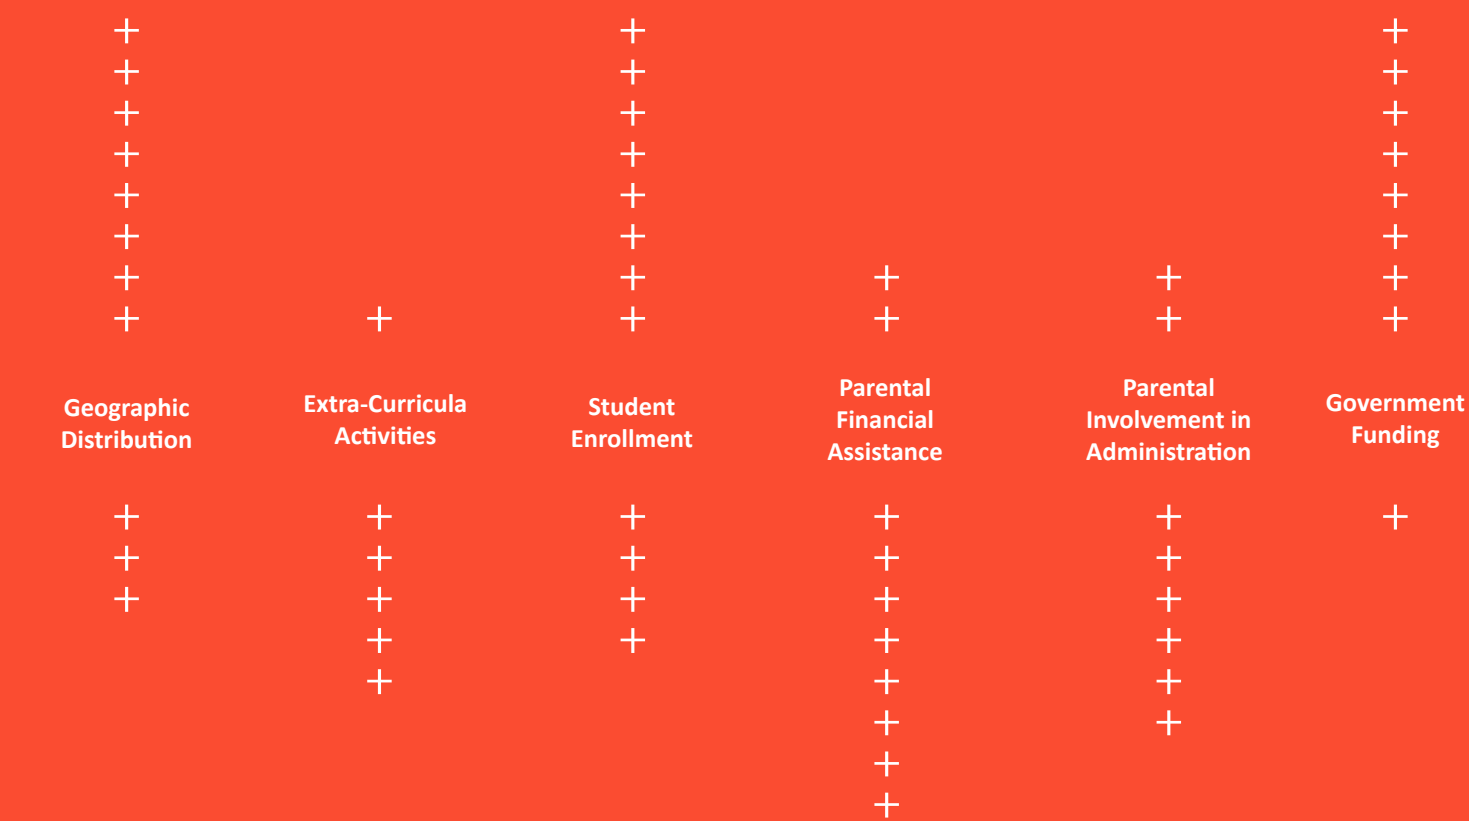 Geographic
Distribution
Extra-Curricula
Activities
Student
Enrollment
Parental
Financial
Assistance
Parental
Involvement in
Administration
Government
Funding